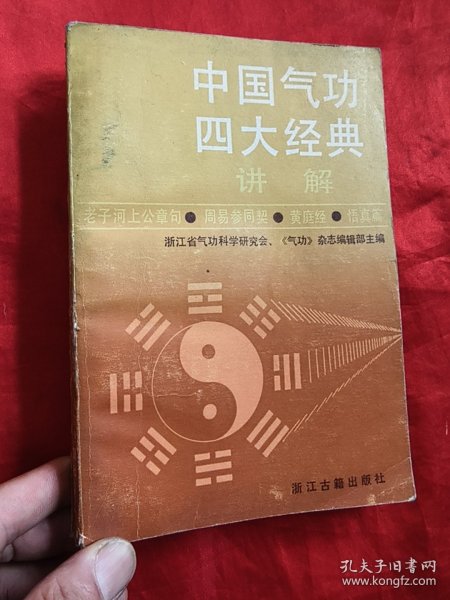 中国气功
四大经典
讲解
老子河上公章句●周易参同契●黄庭经●悟真篇
浙江省气功科学研究会、《气功》杂志编辑部主编
浙江古籍出版社
孔夫子旧书网
www.kongfz.com